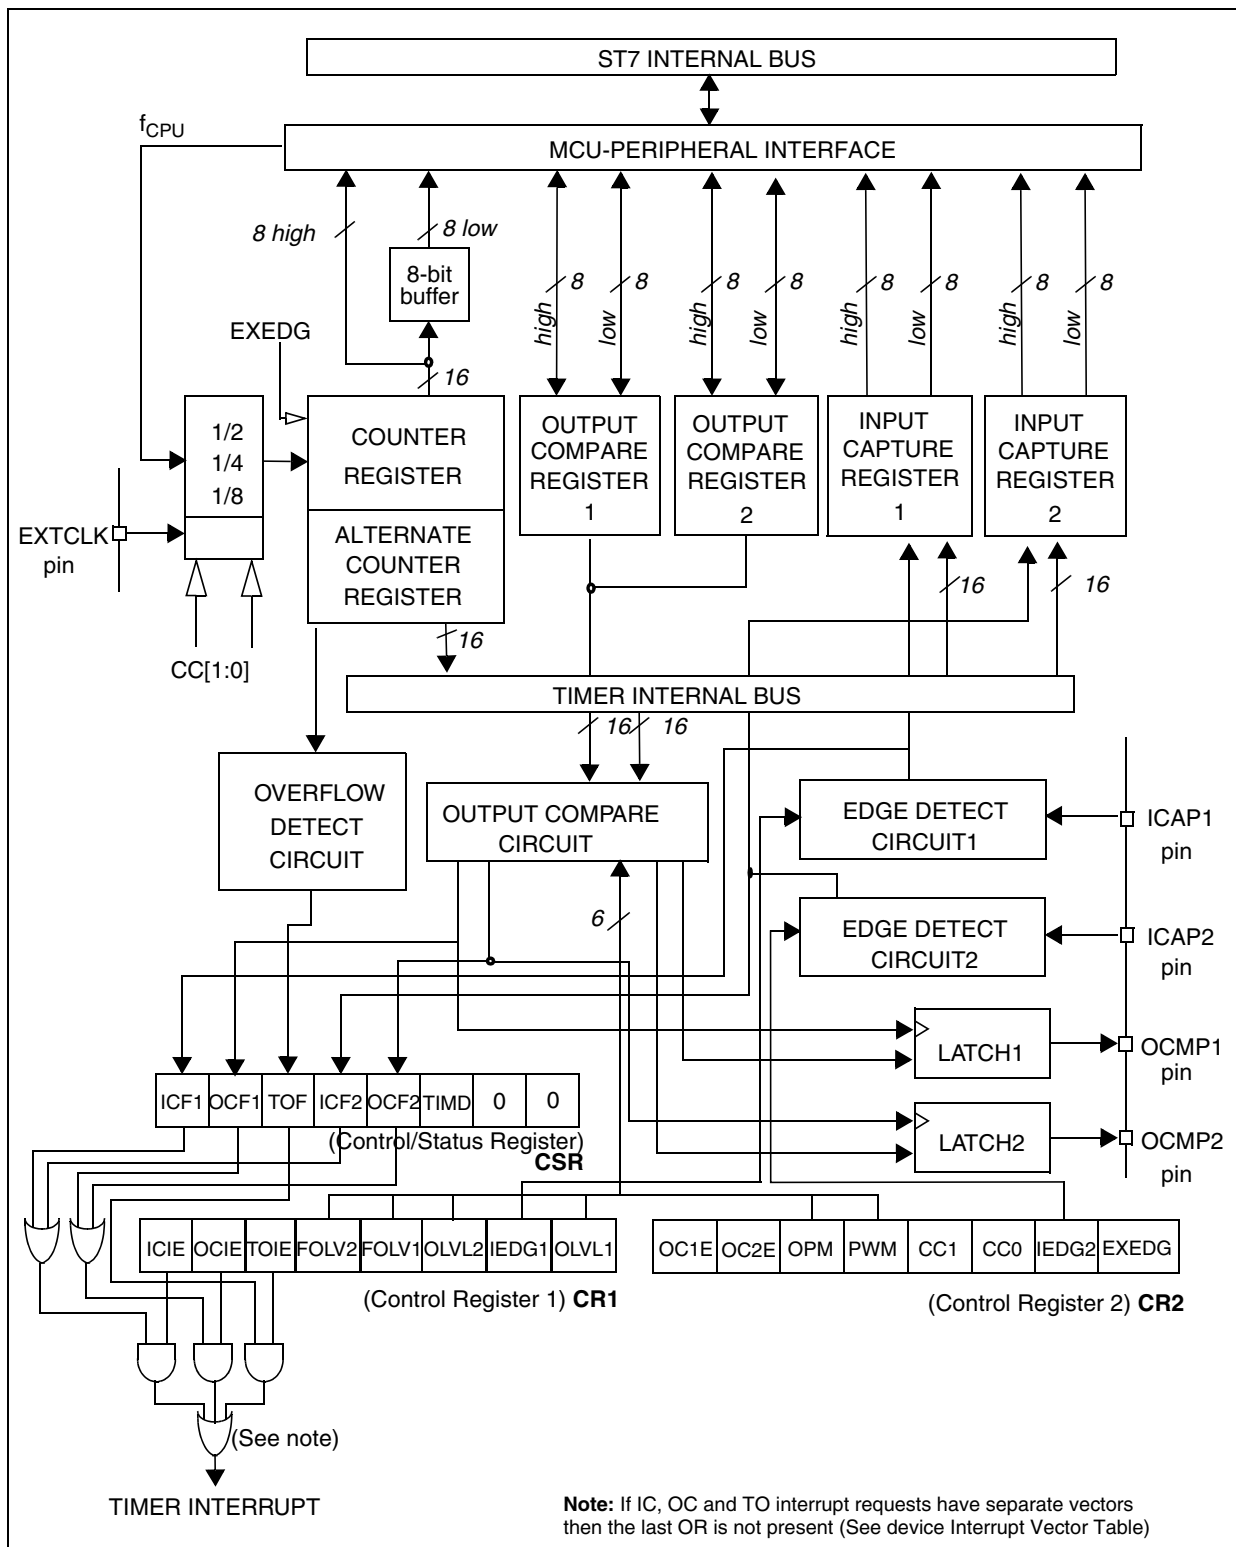 ST7 INTERNAL BUS
fCPU
MCU-PERIPHERAL INTERFACE
8 high
8 low
8-bit
buffer
8
8
8
8
8
8
8
8
high
low
high
low
high
low
high
low
EXEDG
16
1/2
1/4
1/8
COUNTER
REGISTER
OUTPUT
COMPARE
REGISTER
1
OUTPUT
COMPARE
REGISTER
2
INPUT
CAPTURE
REGISTER
1
INPUT
CAPTURE
REGISTER
2
EXTCLK
pin
ALTERNATE
COUNTER
REGISTER
16
16
16
CC[1:0]
TIMER INTERNAL BUS
16
16
OVERFLOW
DETECT
CIRCUIT
OUTPUT COMPARE
CIRCUIT
EDGE DETECT
CIRCUIT1
ICAP1
pin
6
EDGE DETECT
CIRCUIT2
ICAP2
pin
LATCH1
OCMP1
pin
ICF1 OCF1 TOF ICF2 OCF2 TIMD 0 0
(Control/Status Register)
CSR
LATCH2
OCMP2
pin
ICIE OCIE TOIE FOLV2 FOLV1 OLVL2 IEDG1 OLVL1
(Control Register 1) CR1
OC1E OC2E OPM PWM CC1 CC0 IEDG2 EXEDG
(Control Register 2) CR2
(See note)
TIMER INTERRUPT
Note: If IC, OC and TO interrupt requests have separate vectors
then the last OR is not present (See device Interrupt Vector Table)